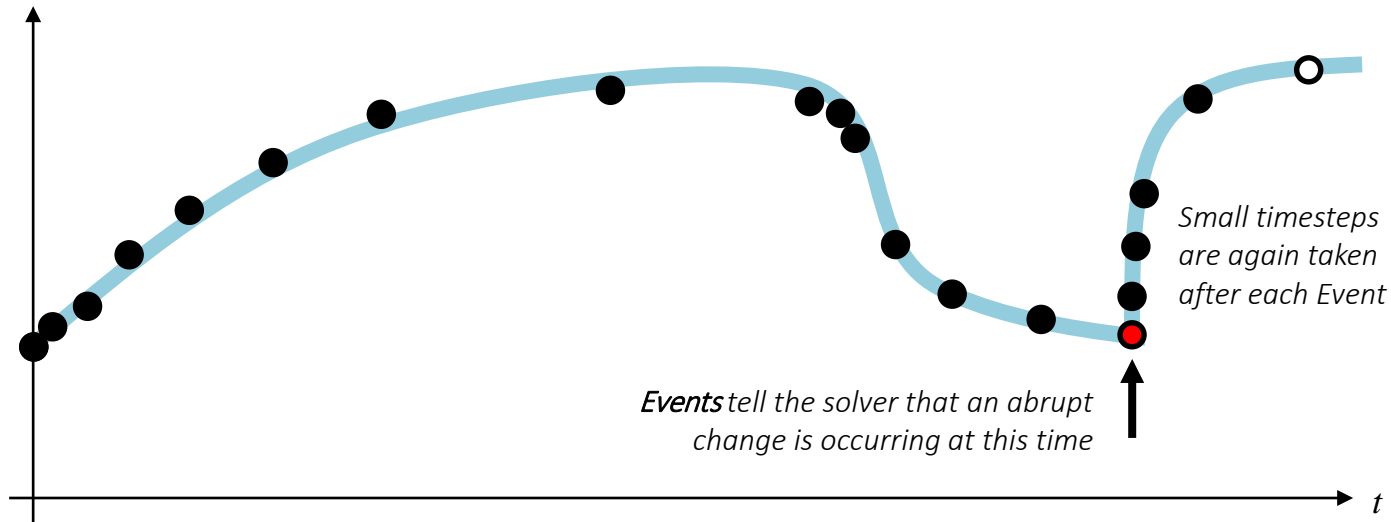 Small timesteps
are again taken
after each Event
Events tell the solver that an abrupt
change is occurring at this time
t